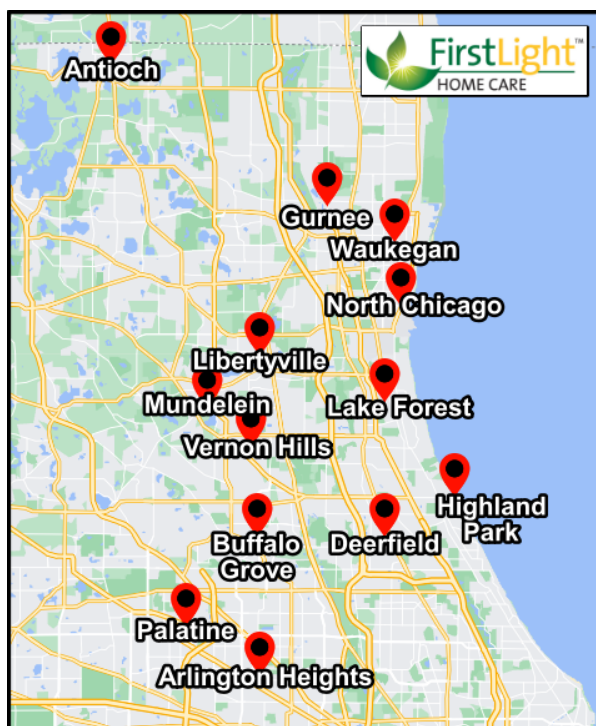 FirstLight™
HOME CARE
Antioch
Gurnee
Waukegan
North Chicago
Libertyville
Mundelein
Lake Forest
Vernon Hills
Highland
Park
Buffalo
Grove
Deerfield
Palatine
Arlington Heights